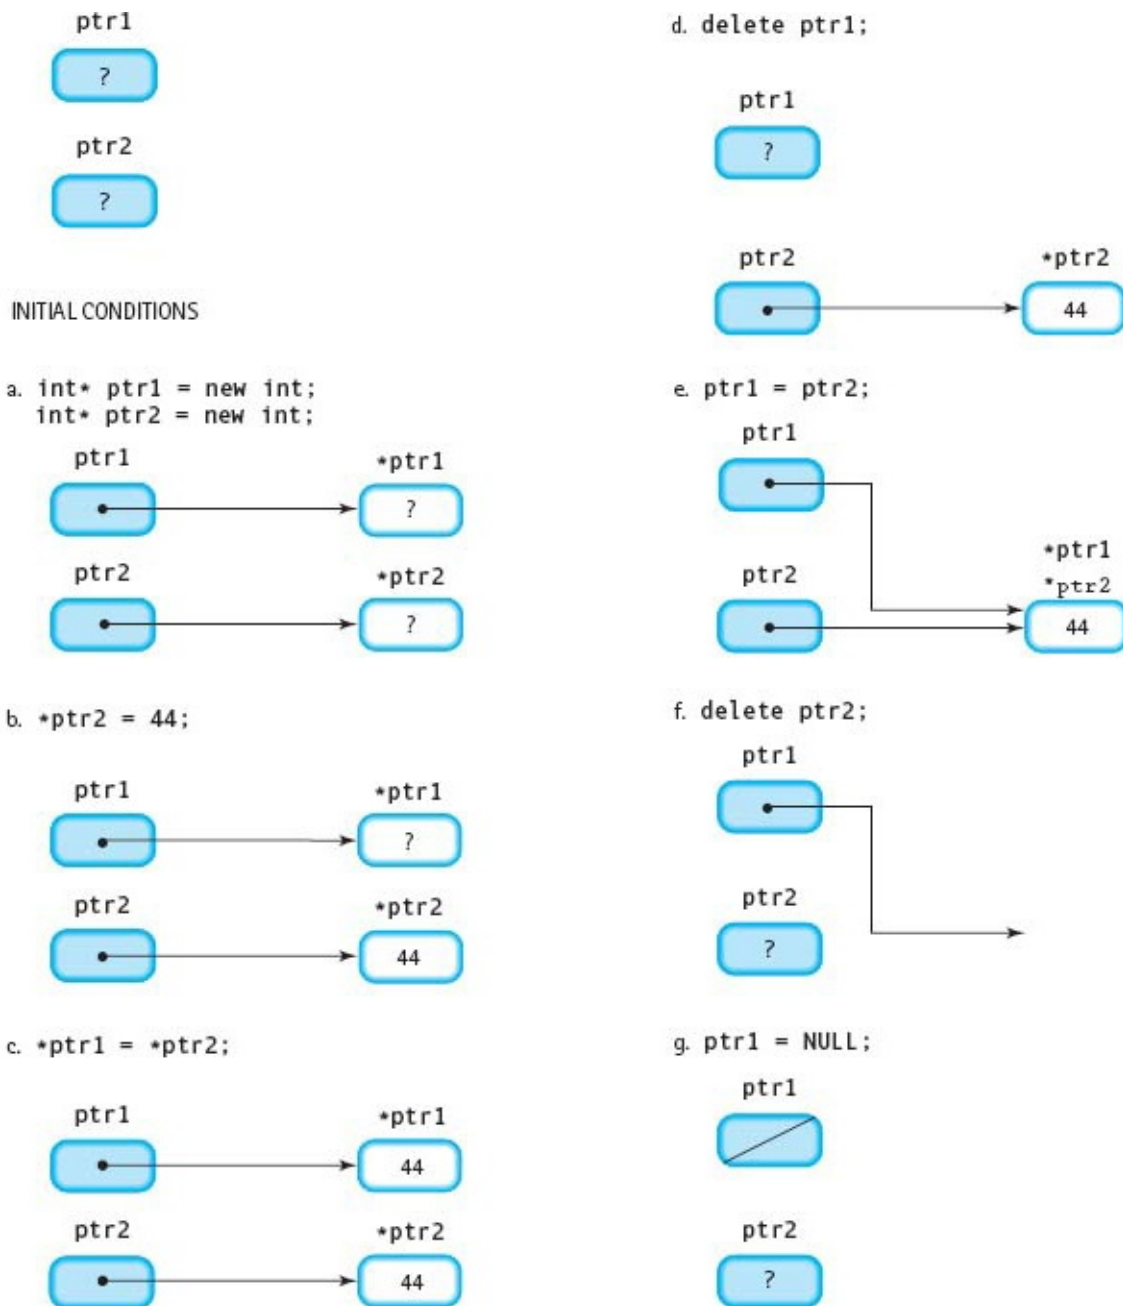 ptr1
?
ptr2
?
INITIAL CONDITIONS
a. int* ptr1 = new int;
int* ptr2 = new int;
ptr1
*ptr1
?
ptr2
*ptr2
?
b. *ptr2 = 44;
ptr1
*ptr1
?
ptr2
*ptr2
44
c. *ptr1 = *ptr2;
ptr1
*ptr1
44
ptr2
*ptr2
44
d. delete ptr1;
ptr1
?
ptr2
*ptr2
44
e. ptr1 = ptr2;
ptr1
ptr2
*ptr1
*ptr2
44
f. delete ptr2;
ptr1
ptr2
?
g. ptr1 = NULL;
ptr1
ptr2
?